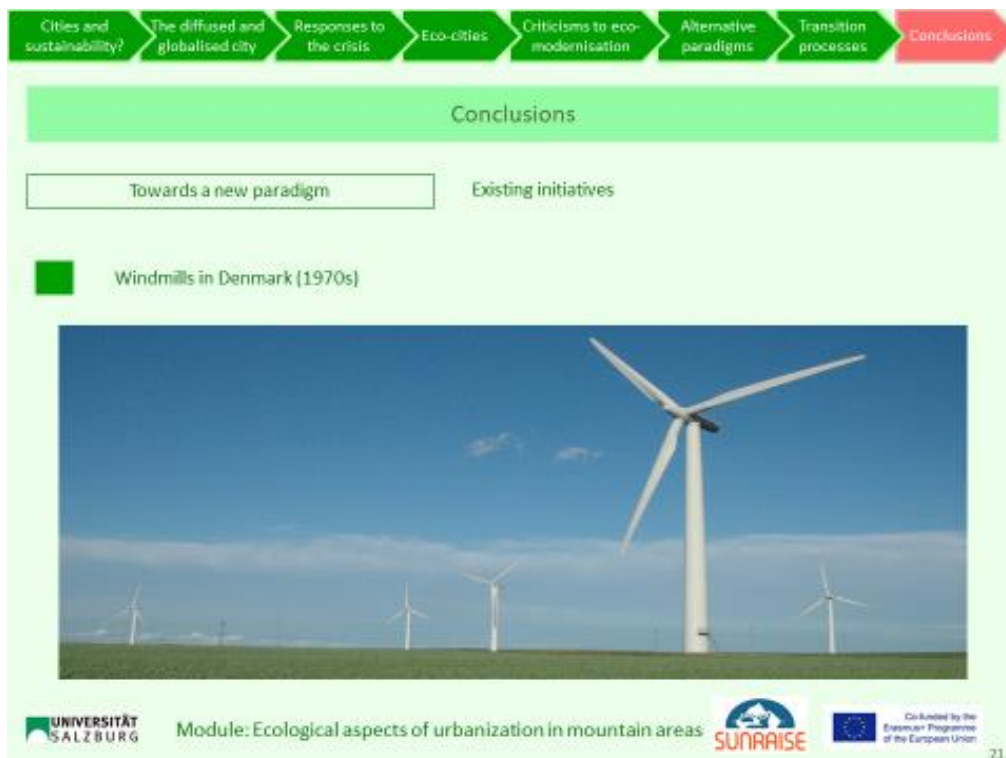 Cities and
sustainability?
The diffused and
globalised city
Responses to
the crisis
Eco-cities
Criticisms to eco-
modernisation
Alternative
paradigms
Transition
processes
Conclusions
Conclusions
Towards a new paradigm
Existing initiatives
Windmills in Denmark (1970s)
UNIVERSITÄT
SALZBURG
Module: Ecological aspects of urbanization in mountain areas
SUNRAISE
Co-funded by the
Erasmus+ Programme
of the European Union
21